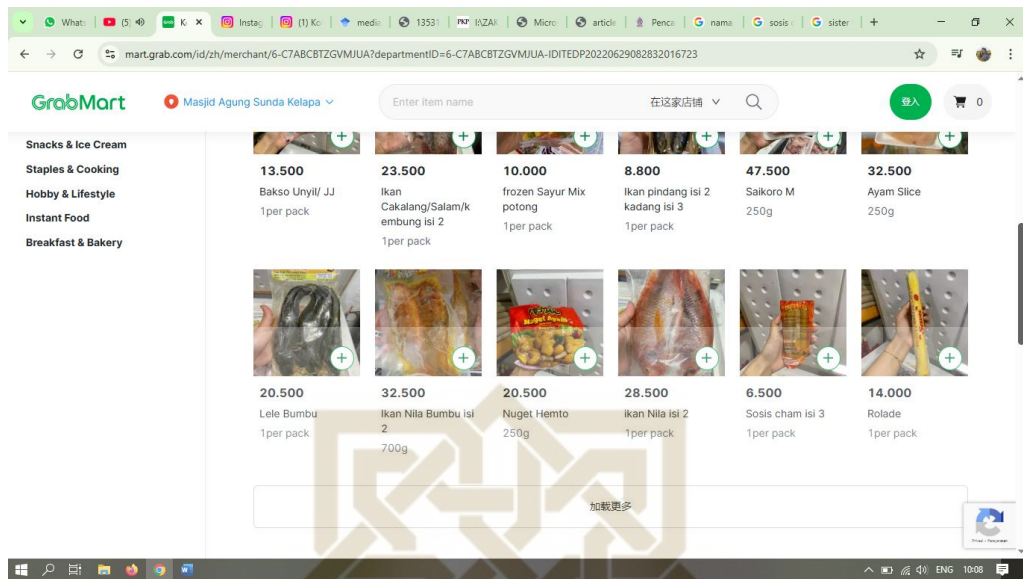 Whats
(5)
K
Instag
(1) Ko
media
13531
PKP
Micro
article
Penca
nama
sosis
sister
mart.grab.com/id/zh/merchant/6-C7ABCBTZGVMJUA?departmentID=6-C7ABCBTZGVMJUA-IDITEDP20220629082832016723
GrabMart
Masjid Agung Sunda Kelapa
Enter item name
在这家店铺
登入
0
Snacks & Ice Cream
Staples & Cooking
Hobby & Lifestyle
Instant Food
Breakfast & Bakery
13.500
Bakso Unyil/ JJ
1per pack
23.500
Ikan
Cakalang/Salam/k
embung isi 2
1per pack
10.000
frozen Sayur Mix
potong
1per pack
8.800
Ikan pindang isi 2
kadang isi 3
1per pack
47.500
Saikoro M
250g
32.500
Ayam Slice
250g
20.500
Lele Bumbu
1per pack
32.500
Ikan Nila Bumbu isi
2
700g
20.500
Nuget Hemto
250g
28.500
ikan Nila isi 2
1per pack
6.500
Sosis cham isi 3
1per pack
14.000
Rolade
1per pack
加载更多
ENG
10:08